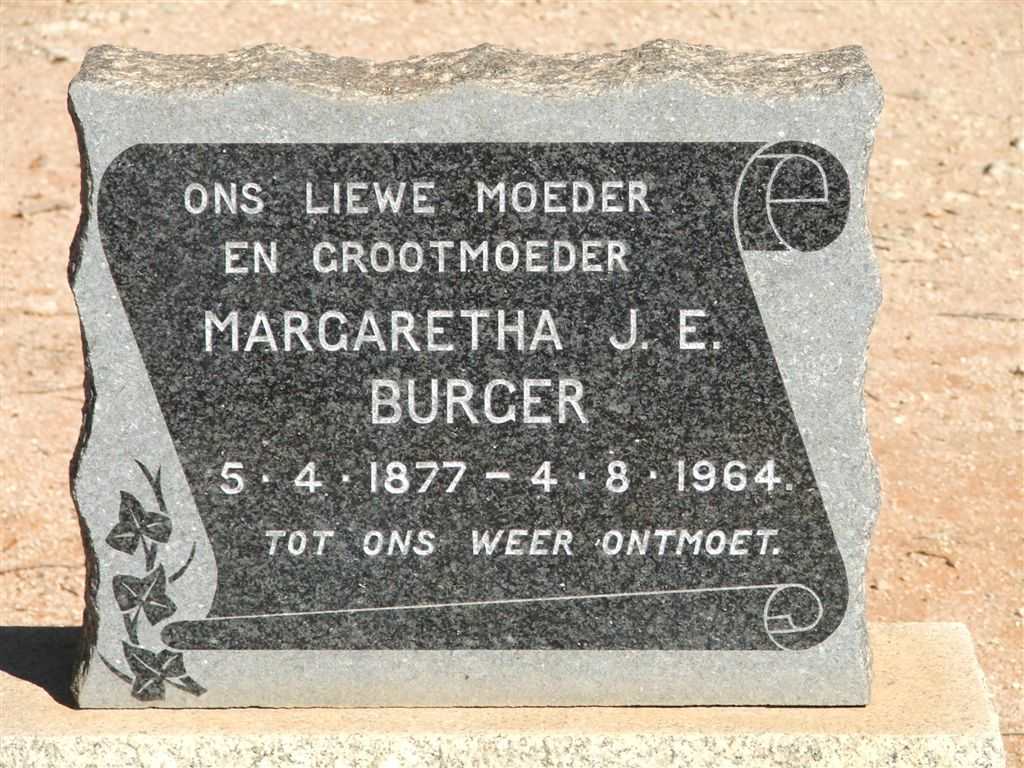 ONS LIEWE MOEDER
EN GROOTMOEDER
MARGARETHA J. E.
BURGER
5 · 4 · 1877 – 4 · 8 · 1964.
TOT ONS WEER ONTMOET.